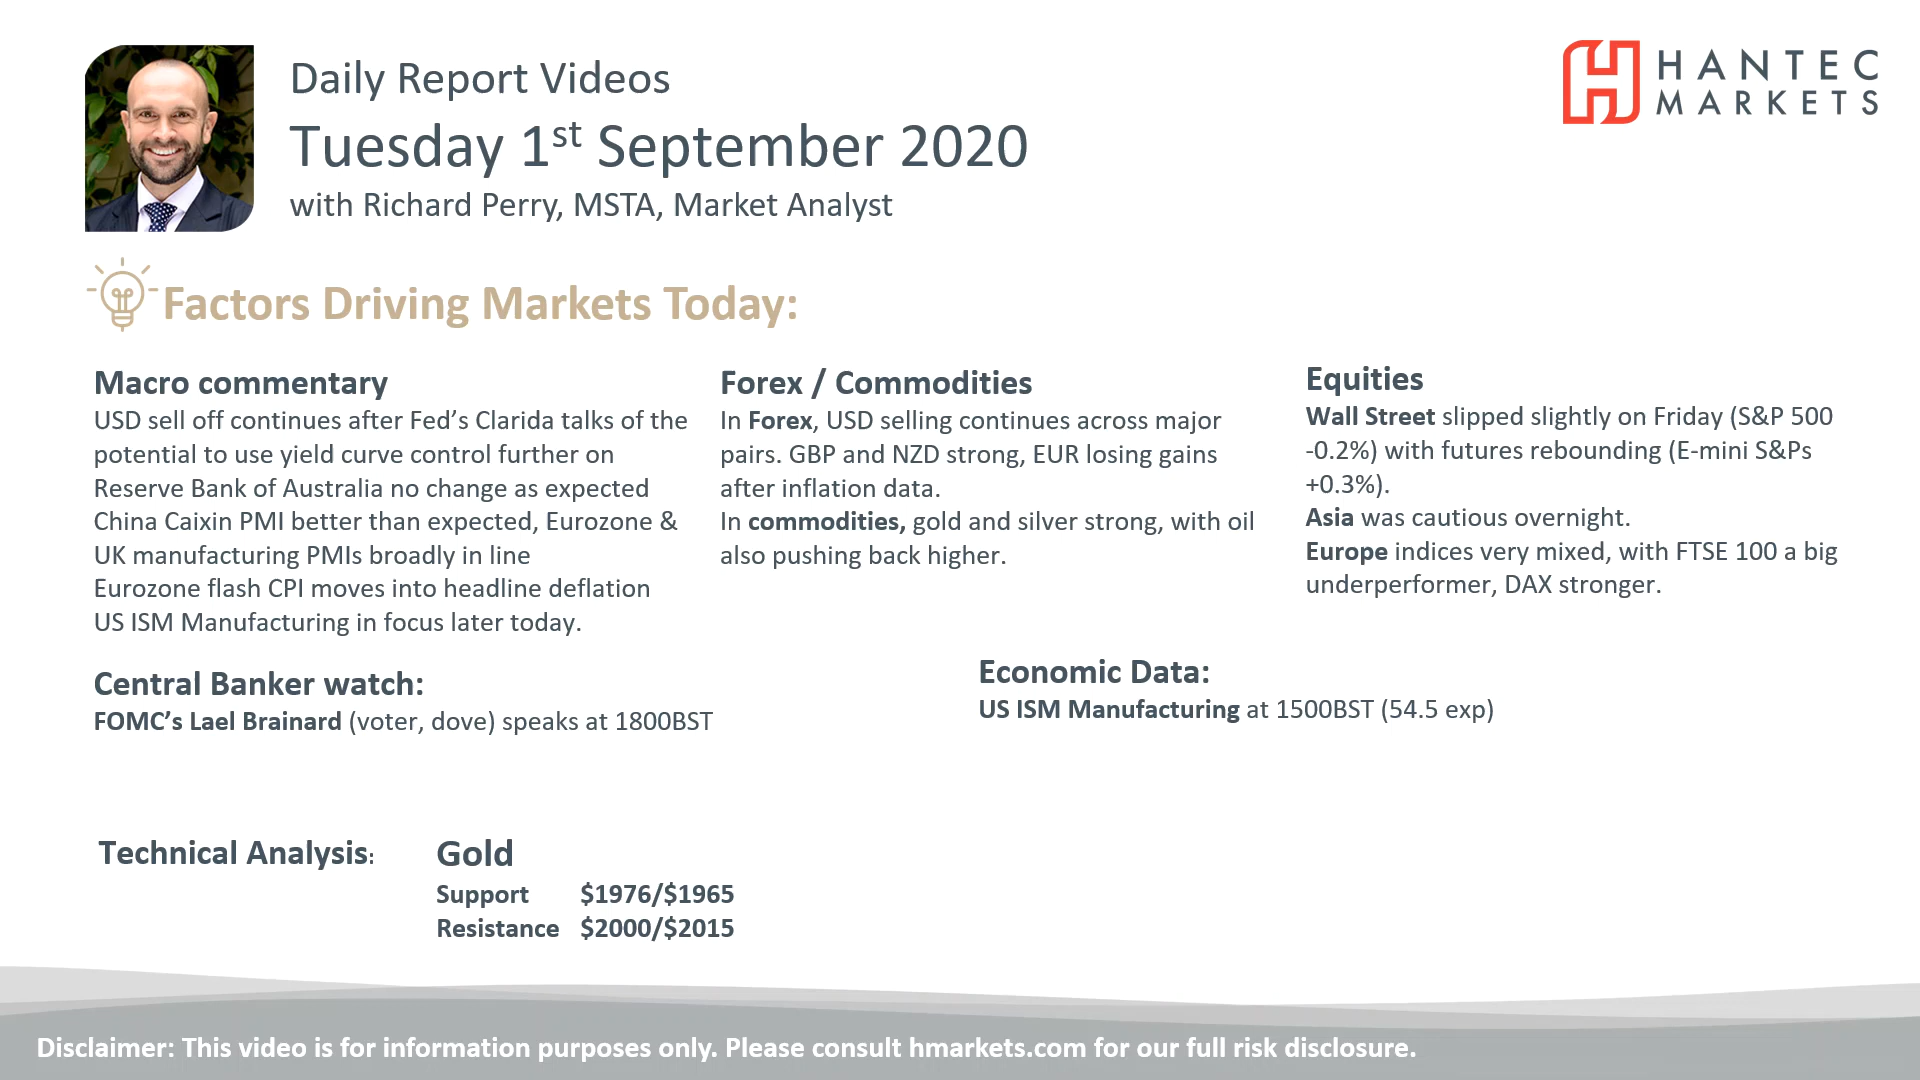 Daily Report Videos
Tuesday 1st September 2020
with Richard Perry, MSTA, Market Analyst
HANTEC
MARKETS
Factors Driving Markets Today:
Macro commentary
USD sell off continues after Fed’s Clarida talks of the
potential to use yield curve control further on
Reserve Bank of Australia no change as expected
China Caixin PMI better than expected, Eurozone &
UK manufacturing PMIs broadly in line
Eurozone flash CPI moves into headline deflation
US ISM Manufacturing in focus later today.
Forex / Commodities
In Forex, USD selling continues across major
pairs. GBP and NZD strong, EUR losing gains
after inflation data.
In commodities, gold and silver strong, with oil
also pushing back higher.
Equities
Wall Street slipped slightly on Friday (S&P 500
-0.2%) with futures rebounding (E-mini S&Ps
+0.3%).
Asia was cautious overnight.
Europe indices very mixed, with FTSE 100 a big
underperformer, DAX stronger.
Central Banker watch:
FOMC’s Lael Brainard (voter, dove) speaks at 1800BST
Economic Data:
US ISM Manufacturing at 1500BST (54.5 exp)
Technical Analysis:
Gold
Support $1976/$1965
Resistance $2000/$2015
Disclaimer: This video is for information purposes only. Please consult hmarkets.com for our full risk disclosure.